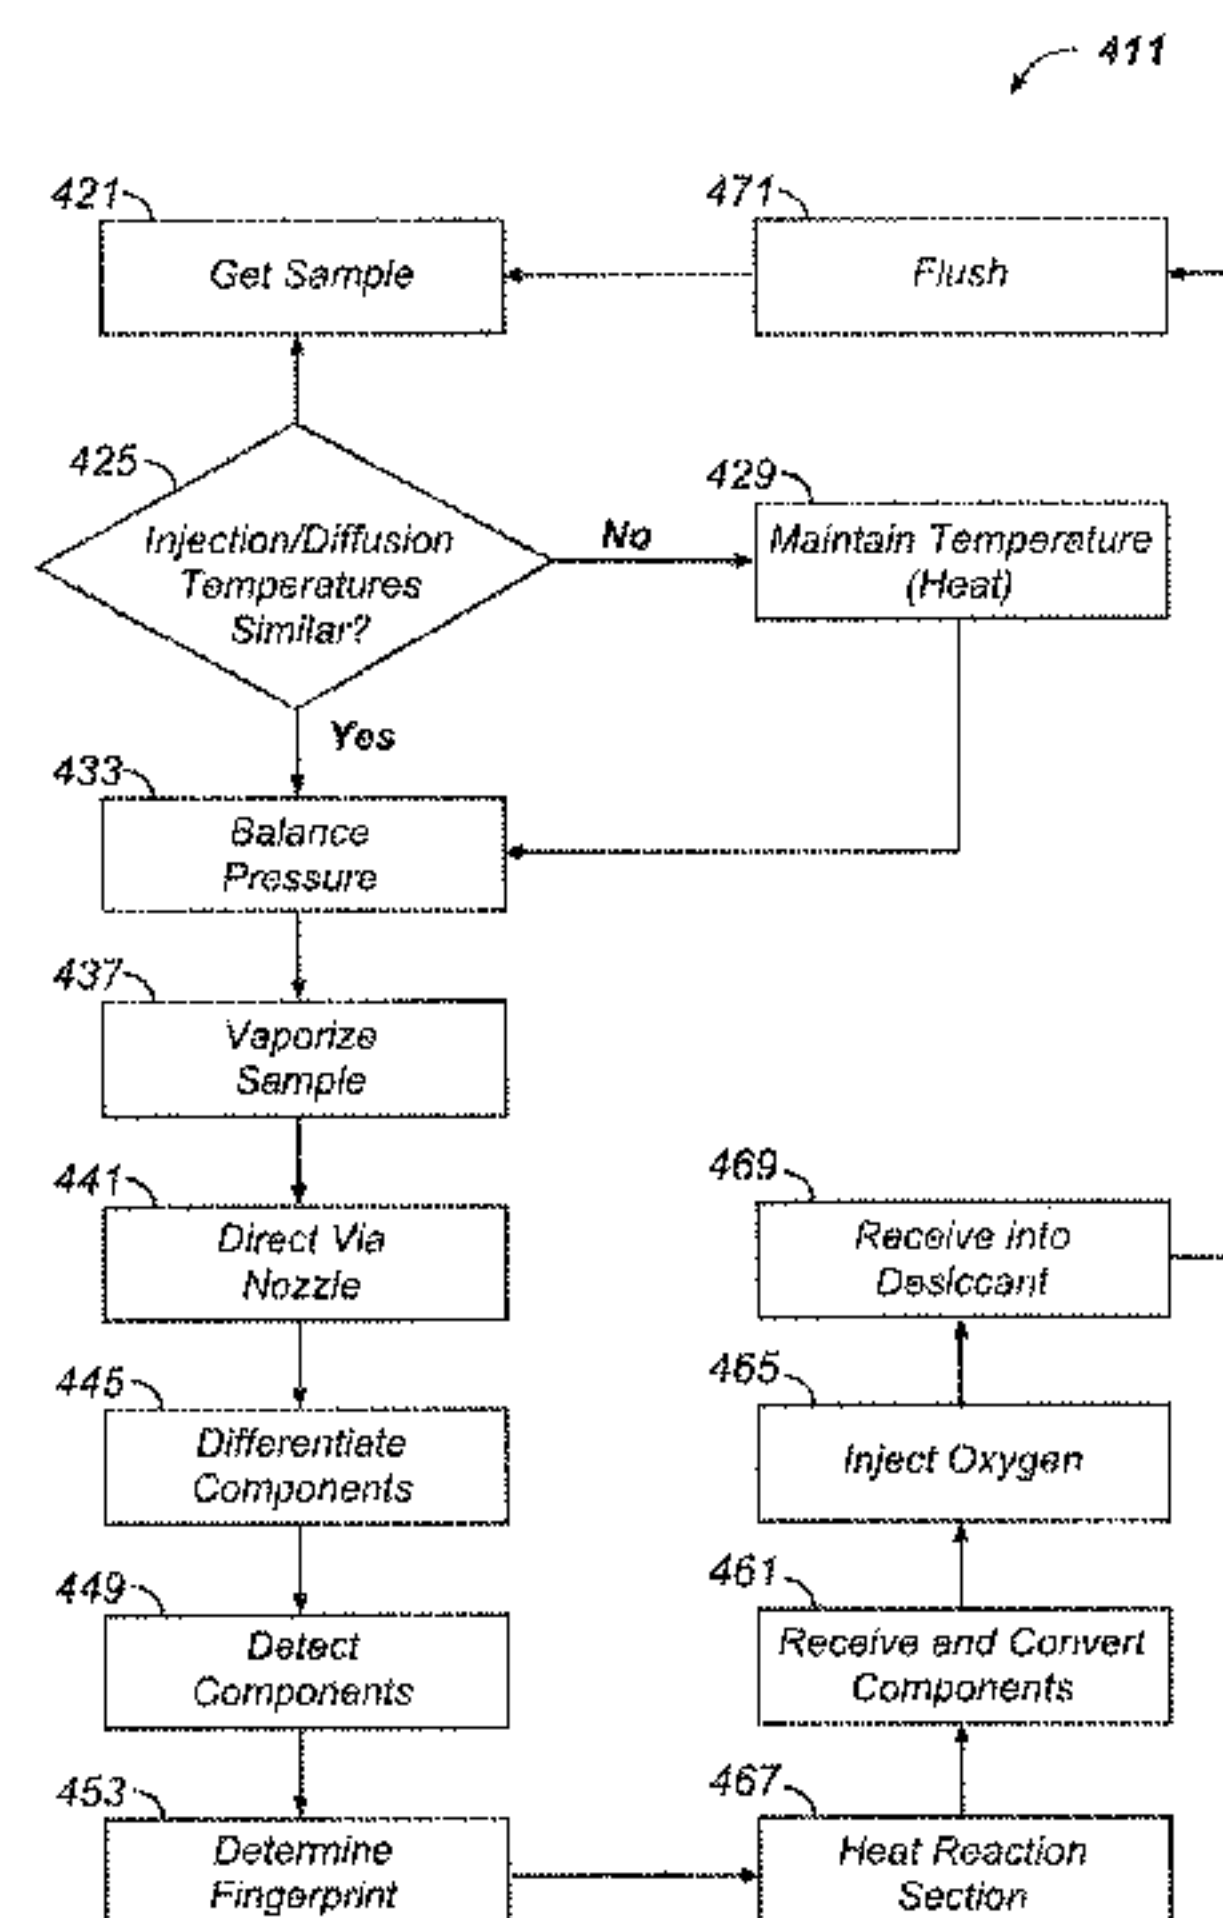 411
421
Get Sample
471
Flush
425
Injection/Diffusion
Temperatures
Similar?
No
429
Maintain Temperature
(Heat)
Yes
433
Balance
Pressure
437
Vaporize
Sample
441
Direct Via
Nozzle
445
Differentiate
Components
449
Detect
Components
453
Determine
Fingerprint
469
Receive into
Desiccant
465
Inject Oxygen
461
Receive and Convert
Components
467
Heat Reaction
Section